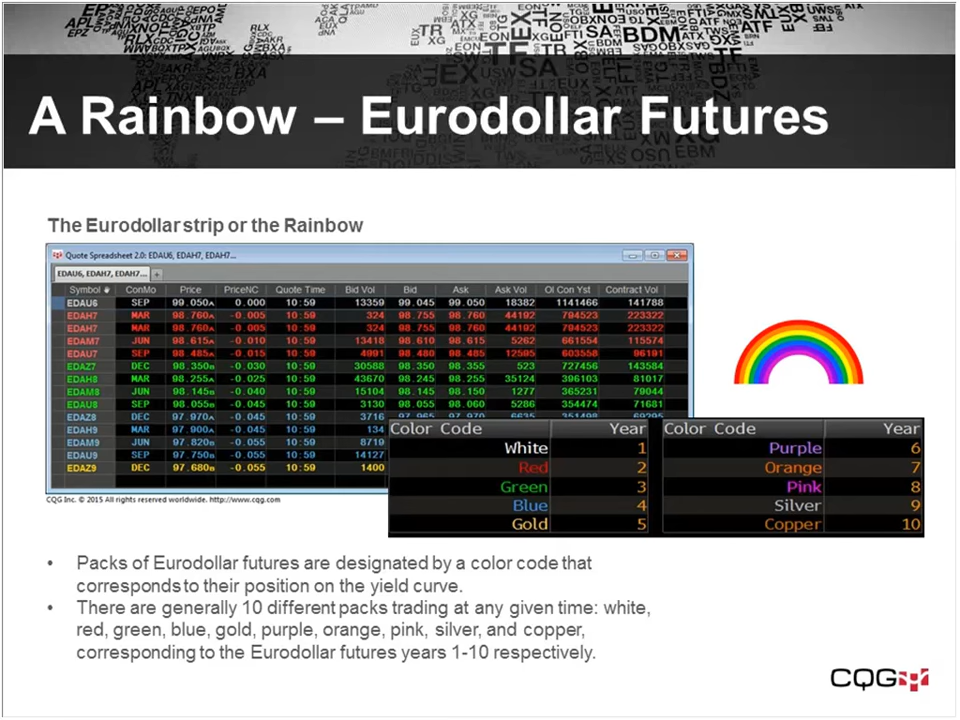 A Rainbow – Eurodollar Futures
The Eurodollar strip or the Rainbow
Quote Spreadsheet 2.0: EDAU6, EDAH7, EDAH7...
EDAU6, EDAH7, EDAH7... +
Symbol ConMo Price PriceNC Quote Time Bid Vol Bid Ask Ask Vol OI Con Yst Contract Vol
EDAU6 SEP 99.050A 0.000 10:59 13359 99.045 99.050 18382 1141466 141788
EDAH7 MAR 98.760A -0.005 10:59 324 98.755 98.760 44192 794523 223322
EDAH7 MAR 98.760A -0.005 10:59 324 98.755 98.760 44192 794523 223322
EDAM7 JUN 98.615A -0.010 10:59 13418 98.610 98.615 5262 661554 115574
EDAU7 SEP 98.485A -0.015 10:59 4991 98.480 98.485 12595 603558 96191
EDAZ7 DEC 98.350B -0.030 10:59 30588 98.350 98.355 523 727456 143584
EDAH8 MAR 98.255A -0.025 10:59 43670 98.245 98.255 35124 396103 81017
EDAM8 JUN 98.145B -0.040 10:59 15104 98.145 98.150 1277 365231 79044
EDAU8 SEP 98.055A -0.045 10:59 3130 98.055 98.060 5286 354474 71681
EDAZ8 DEC 97.970A -0.045 10:59 3716 97.965 97.970 6635 351498 69295
EDAH9 MAR 97.900A -0.045 10:59 134
EDAM9 JUN 97.820B -0.055 10:59 8719
EDAU9 SEP 97.750B -0.055 10:59 14127
EDAZ9 DEC 97.680B -0.055 10:59 1400
CQG Inc. © 2015 All rights reserved worldwide. http://www.cqg.com
Color Code Year Color Code Year
White 1 Purple 6
Red 2 Orange 7
Green 3 Pink 8
Blue 4 Silver 9
Gold 5 Copper 10
• Packs of Eurodollar futures are designated by a color code that
corresponds to their position on the yield curve.
• There are generally 10 different packs trading at any given time: white,
red, green, blue, gold, purple, orange, pink, silver, and copper,
corresponding to the Eurodollar futures years 1-10 respectively.
CQG